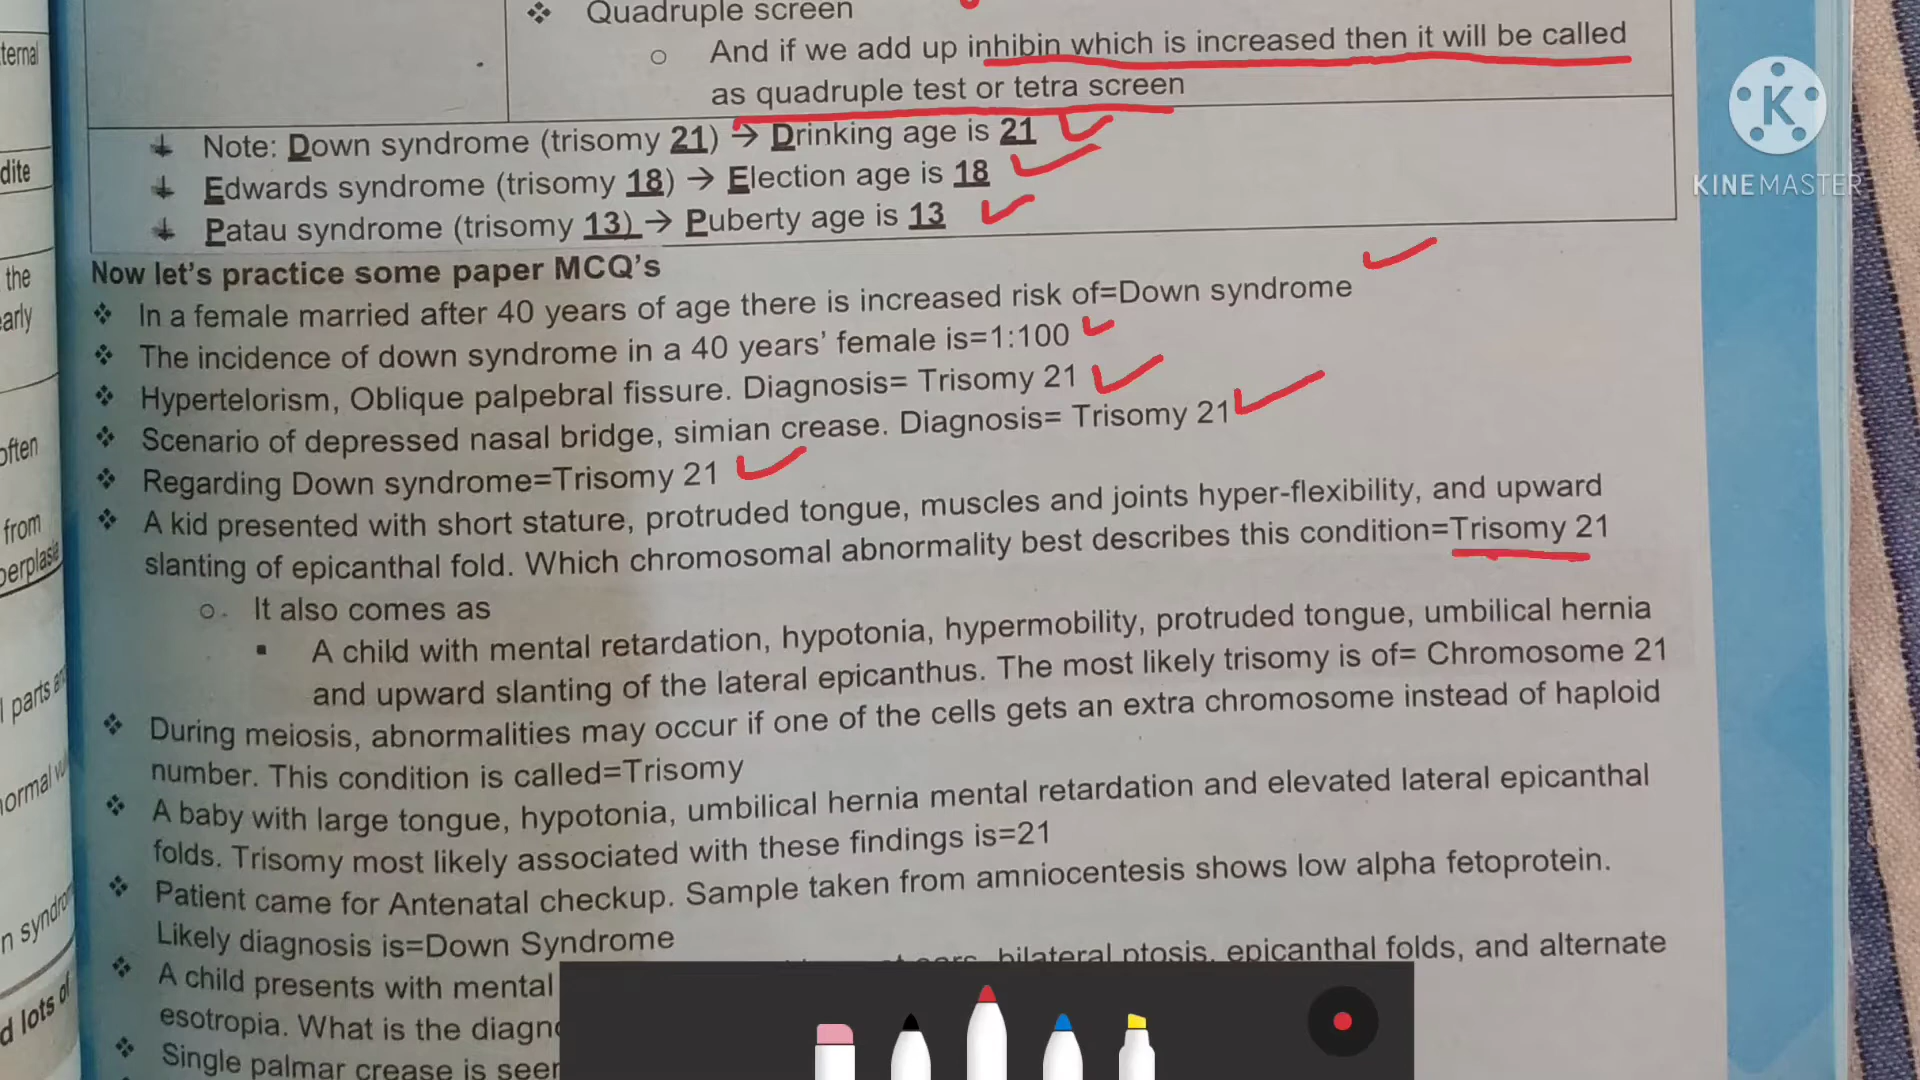 Quadruple screen
And if we add up inhibin which is increased then it will be called
as quadruple test or tetra screen
Note: Down syndrome (trisomy 21) → Drinking age is 21
Edwards syndrome (trisomy 18) → Election age is 18
Patau syndrome (trisomy 13) → Puberty age is 13
Now let's practice some paper MCQ's
In a female married after 40 years of age there is increased risk of=Down syndrome
The incidence of down syndrome in a 40 years' female is=1:100
Hypertelorism, Oblique palpebral fissure. Diagnosis= Trisomy 21
Scenario of depressed nasal bridge, simian crease. Diagnosis= Trisomy 21
Regarding Down syndrome=Trisomy 21
A kid presented with short stature, protruded tongue, muscles and joints hyper-flexibility, and upward
slanting of epicanthal fold. Which chromosomal abnormality best describes this condition=Trisomy 21
It also comes as
A child with mental retardation, hypotonia, hypermobility, protruded tongue, umbilical hernia
and upward slanting of the lateral epicanthus. The most likely trisomy is of= Chromosome 21
During meiosis, abnormalities may occur if one of the cells gets an extra chromosome instead of haploid
number. This condition is called=Trisomy
A baby with large tongue, hypotonia, umbilical hernia mental retardation and elevated lateral epicanthal
folds. Trisomy most likely associated with these findings is=21
Patient came for Antenatal checkup. Sample taken from amniocentesis shows low alpha fetoprotein.
Likely diagnosis is=Down Syndrome
A child presents with mental ears, bilateral ptosis, epicanthal folds, and alternate
esotropia. What is the
Single palmar crease is
ternal
dite
the
early
often
from
parts
lots of
K
KINEMASTER